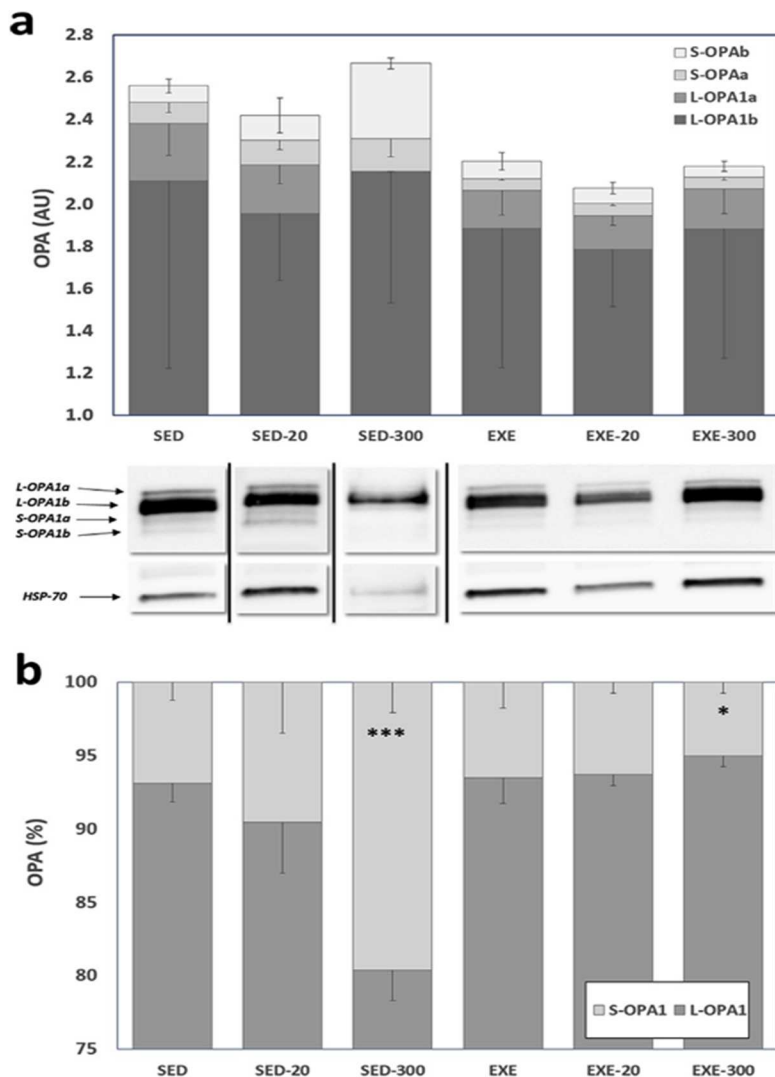 a
2.8
2.6
2.4
2.2
2.0
1.8
1.6
1.4
1.2
1.0
OPA (AU)
S-OPAb
S-OPAa
L-OPA1a
L-OPA1b
SED SED-20 SED-300 EXE EXE-20 EXE-300
L-OPA1a
L-OPA1b
S-OPA1a
S-OPA1b
HSP-70
b
100
95
90
85
80
75
OPA (%)
***
*
S-OPA1 L-OPA1
SED SED-20 SED-300 EXE EXE-20 EXE-300